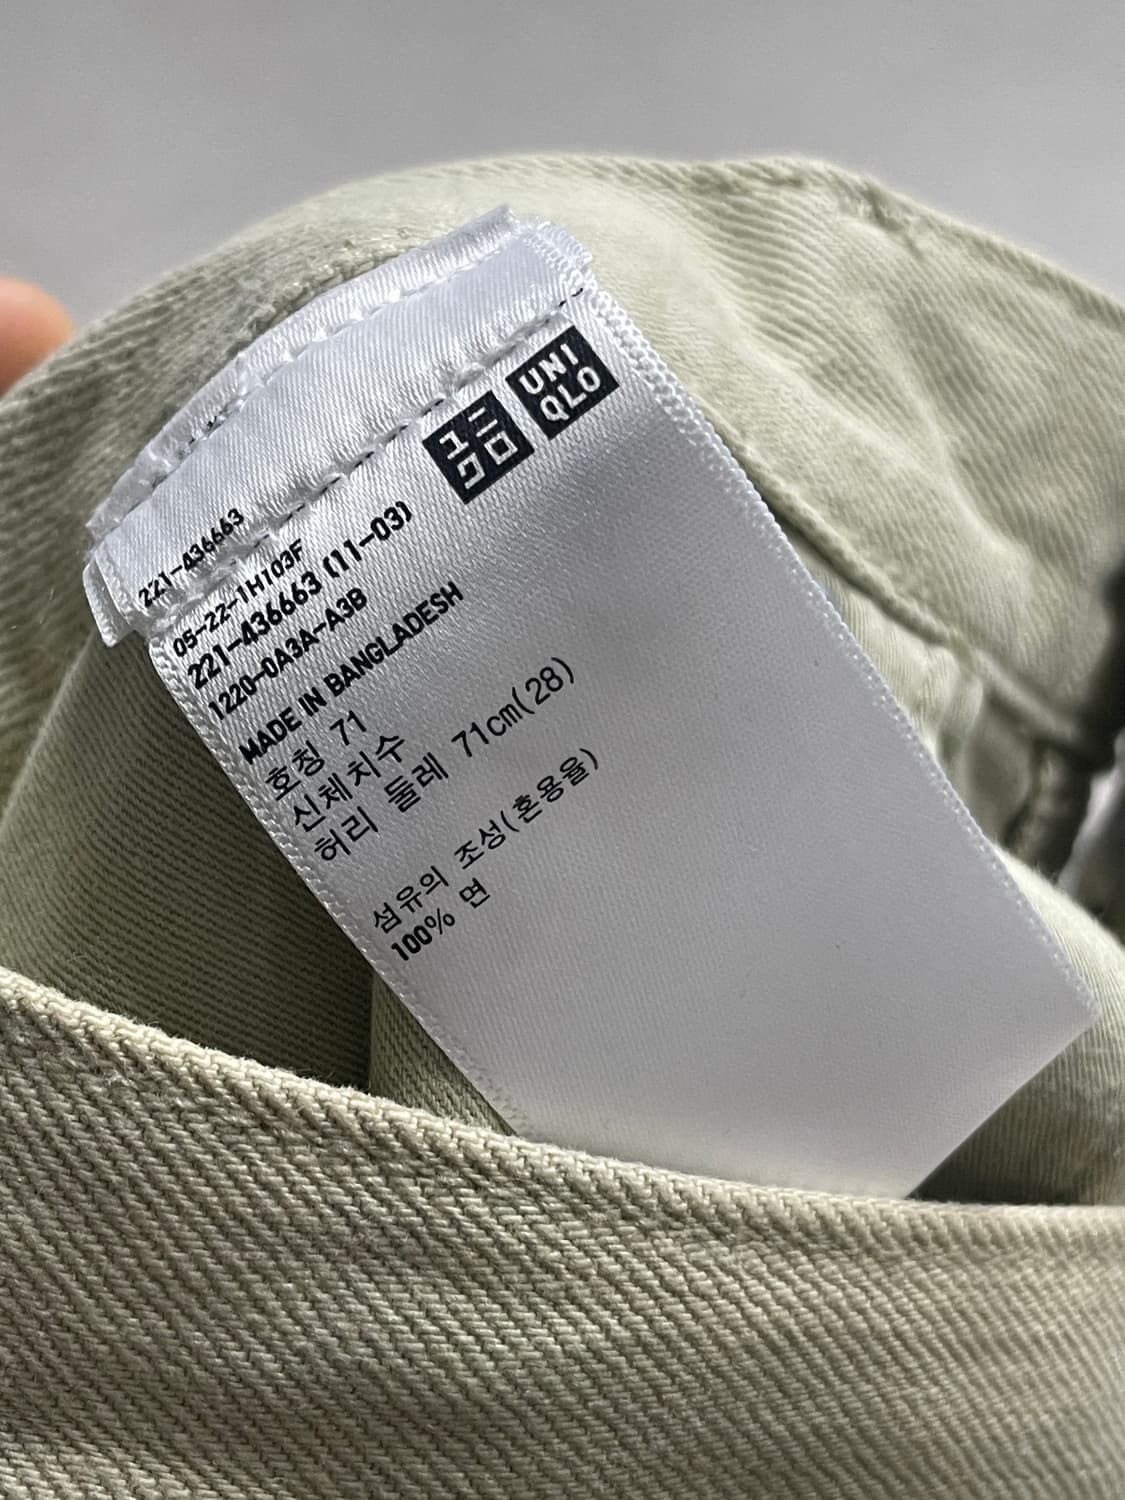 ユニ
クロ
UNI
QLO
221-436663
05-22-1H103F
221-436663 (11-03)
1220-0A3A-A3B
MADE IN BANGLADESH
호칭 71
신체치수
허리 둘레 71cm(28)
섬유의 조성(혼용율)
100% 면